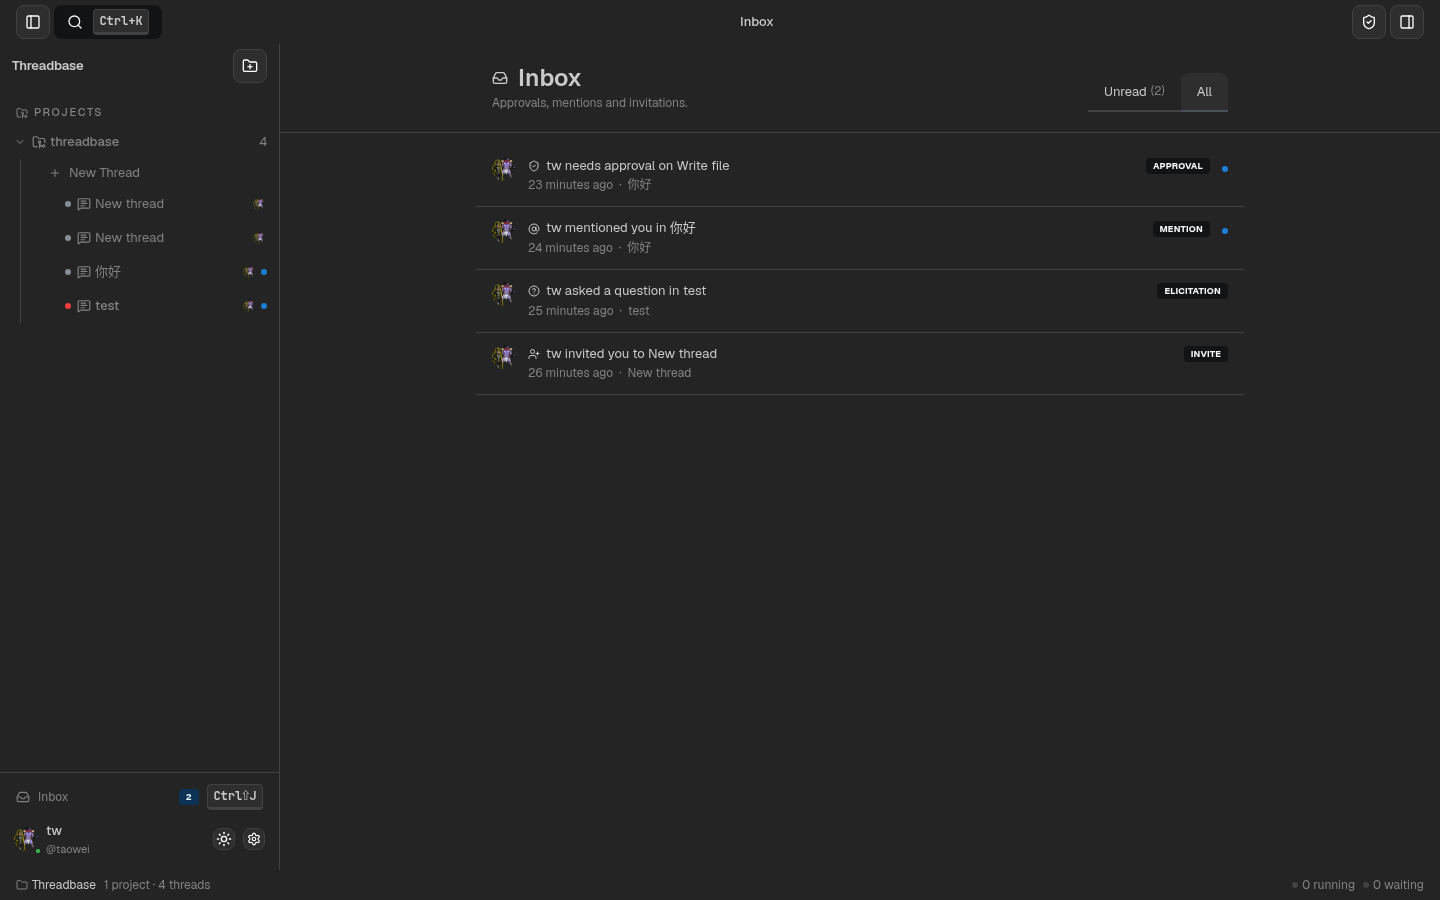 Ctrl+K
Inbox
Threadbase
PROJECTS
threadbase 4
New Thread
New thread
New thread
你好
test
Inbox 2 Ctrl⇧J
tw
@taowei
Inbox
Approvals, mentions and invitations.
Unread (2) All
tw needs approval on Write file APPROVAL
23 minutes ago · 你好
tw mentioned you in 你好 MENTION
24 minutes ago · 你好
tw asked a question in test ELICITATION
25 minutes ago · test
tw invited you to New thread INVITE
26 minutes ago · New thread
Threadbase 1 project · 4 threads 0 running 0 waiting